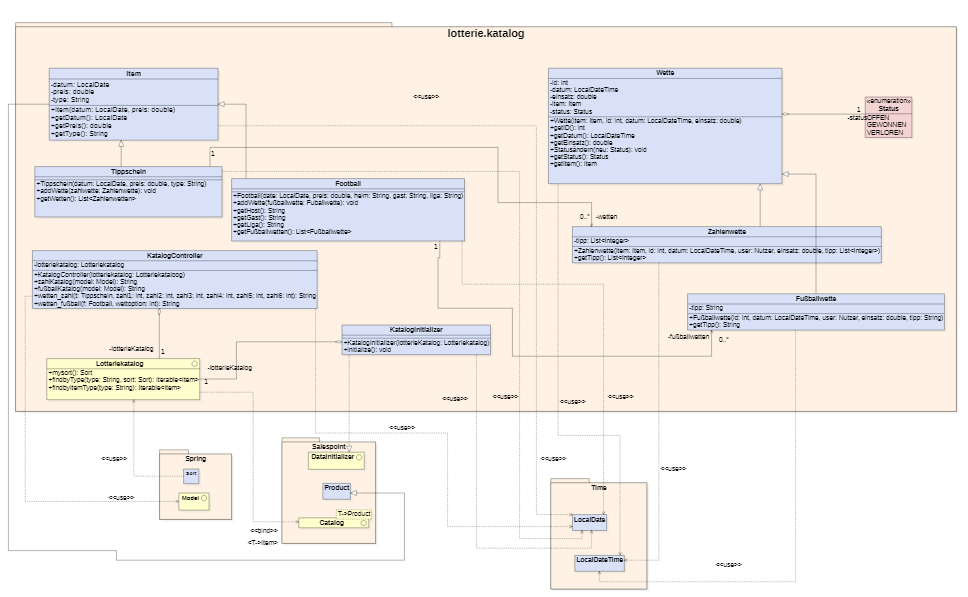 lotterie.katalog
Item
-datum: LocalDate
-preis: double
-type: String
+Item(datum: LocalDate, preis: double)
+getDatum(): LocalDate
+getPreis(): double
+getType(): String
<<use>>
Wette
-id: int
-datum: LocalDateTime
-einsatz: double
-item: Item
-status: Status
+Wette(item: Item, id: int, datum: LocalDateTime, einsatz: double)
+getID(): int
+getDatum(): LocalDateTime
+getEinsatz(): double
+Statusändern(neu: Status): void
+getStatus(): Status
+getItem(): Item
1
-status
«enumeration»
Status
OFFEN
GEWONNEN
VERLOREN
1
Tippschein
+Tippschein(datum: LocalDate, preis: double, type: String)
+addWette(zahlwette: Zahlenwette): void
+getWetten(): List<Zahlenwetten>
Football
+Football(date: LocalDate, preis: double, heim: String, gast: String, liga: String)
+addWette(fußballwette: Fuballwette): void
+getHost(): String
+getGast(): String
+getLiga(): String
+getFußballwetten(): List<Fußballwette>
0..*
-wetten
Zahlenwette
-tipp: List<Integer>
+Zahlenwette(item: Item, id: int, datum: LocalDateTime, user: Nutzer, einsatz: double, tipp: List<Integer>)
+getTipp(): List<Integer>
1
KatalogController
-lotteriekatalog: Lotteriekatalog
+KatalogController(lotteriekatalog: Lotteriekataloog)
+zahlKatalog(model: Model): String
+fußballKatalog(model: Model): String
+wetten_zahl(t: Tippschein, zahl1: int, zahl2: int, zahl3: int, zahl4: int, zahl5: int, zahl6: int): String
+wetten_fußball(f: Football, wettoption: int): String
Fußballwette
-tipp: String
+Fußballwette(id: int, datum: LocalDateTime, user: Nutzer, einsatz: double, tipp: String)
+getTipp(): String
-fußballwetten
0..*
KatalogInitializer
+KatalogInitializer(lotterieKatalog: Lotteriekatalog)
+initialize(): void
-lotterieKatalog
1
Lotteriekatalog
+mysort(): Sort
+findbyType(type: String, sort: Sort): Iterable<Item>
+findbyItemType(type: String): Iterable<Item>
-lotterieKatalog
1
<<use>>
<<use>>
<<use>>
<<use>>
<<use>>
<<use>>
<<use>>
<<use>>
<<use>>
Spring
Sort
Model
Salespoint
DataInitializer
Product
T->Product
Catalog
<<bind>>
<T->Item>
Time
LocalDate
LocalDateTime
<<use>>